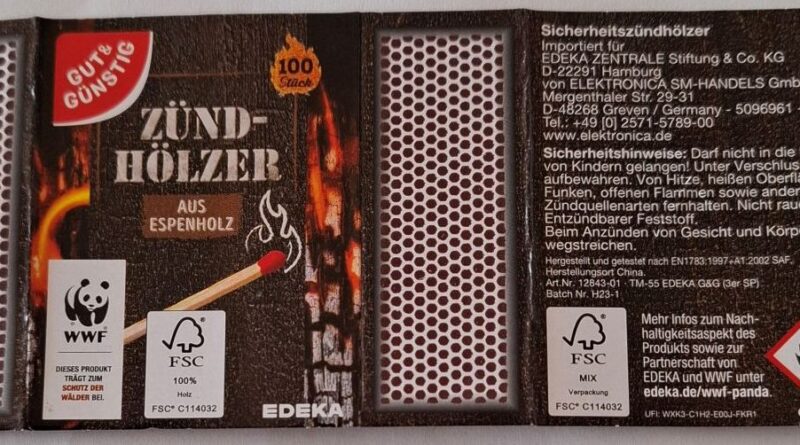 GUT&
GÜNSTIG
100
Stück
ZÜND-
HÖLZER
AUS
ESPENHOLZ
WWF
DIESES PRODUKT
TRÄGT ZUM
SCHUTZ DER
WÄLDER BEI.
FSC
100%
Holz
FSC® C114032
EDEKA
Sicherheitszündhölzer
Importiert für
EDEKA ZENTRALE Stiftung & Co. KG
D-22291 Hamburg
von ELEKTRONICA SM-HANDELS Gmb
Mergenthaler Str. 29-31
D-48268 Greven / Germany - 5096961 -
Tel.: +49 [0] 2571-5789-00
www.elektronica.de
Sicherheitshinweise: Darf nicht in die
von Kindern gelangen! Unter Verschlus
aufbewahren. Von Hitze, heißen Oberflä
Funken, offenen Flammen sowie ander
Zündquellenarten fernhalten. Nicht rauc
Entzündbarer Feststoff.
Beim Anzünden von Gesicht und Körpe
wegstreichen.
Hergestellt und getestet nach EN1783:1997+A1:2002 SAF,
Herstellungsort China.
Art.Nr. 12843-01 · TM-55 EDEKA G&G (3er SP)
Batch Nr. H23-1
FSC
MIX
Verpackung
FSC® C114032
Mehr Infos zum Nach-
haltigkeitsaspekt des
Produkts sowie zur
Partnerschaft von
EDEKA und WWF unter
edeka.de/wwf-panda.
UFI: WXK3-C1H2-E00J-FKR1